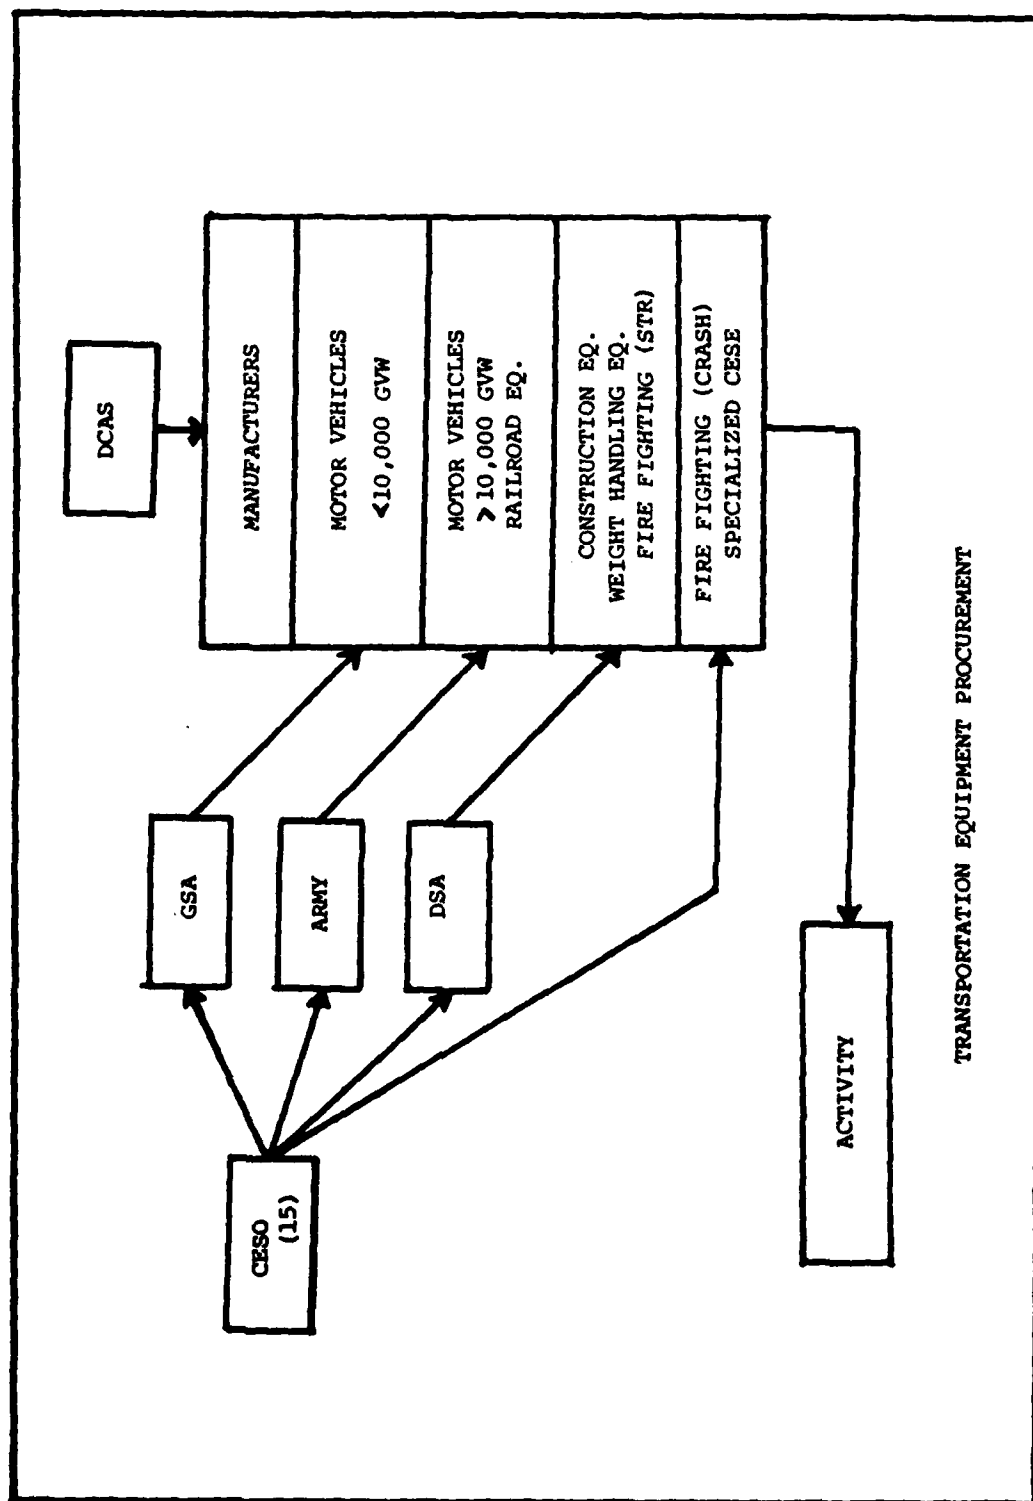 DCAS
MANUFACTURERS
MOTOR VEHICLES
<10,000 GVW
MOTOR VEHICLES
>10,000 GVW
RAILROAD EQ.
CONSTRUCTION EQ.
WEIGHT HANDLING EQ.
FIRE FIGHTING (STR)
FIRE FIGHTING (CRASH)
SPECIALIZED CESE
GSA
ARMY
DSA
CESO
(15)
ACTIVITY
TRANSPORTATION EQUIPMENT PROCUREMENT